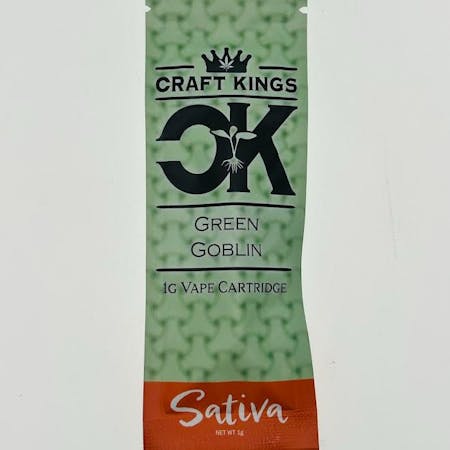 CRAFT KINGS
CK
GREEN
GOBLIN
1G VAPE CARTRIDGE
Sativa
NET WT 1g